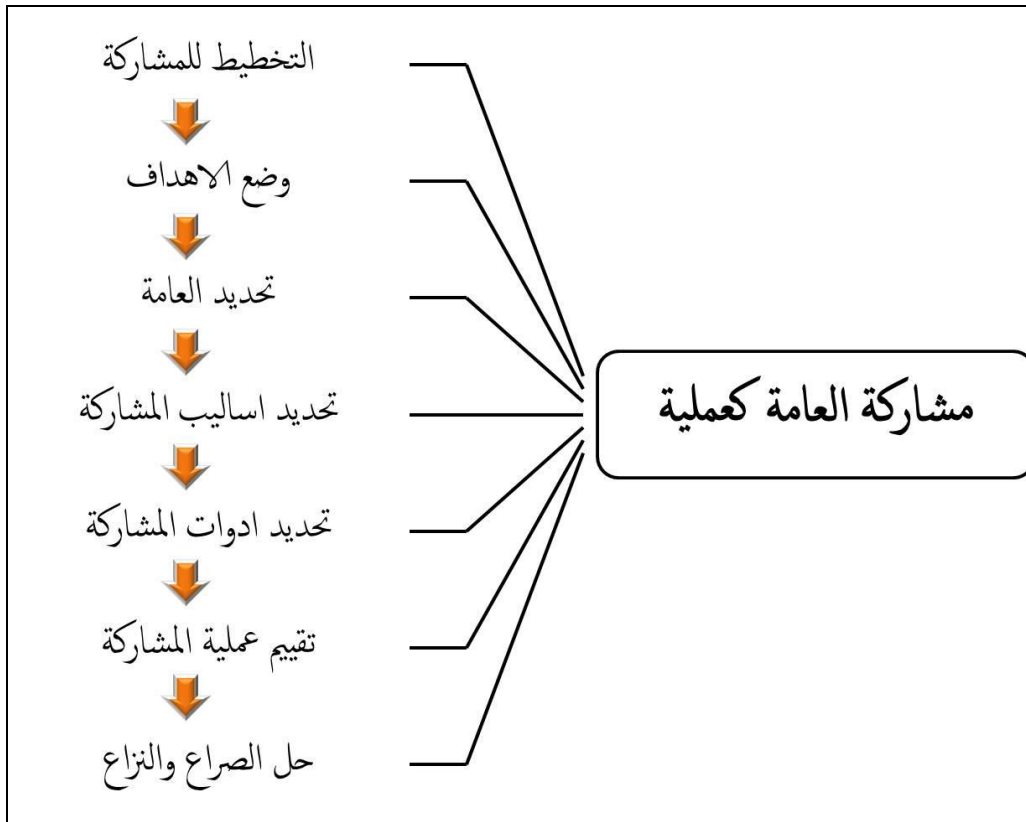 مشاركة العامة كعملية
التخطيط للمشاركة
وضع الاهداف
تحديد العامة
تحديد اساليب المشاركة
تحديد ادوات المشاركة
تقييم عملية المشاركة
حل الصراع والنزاع